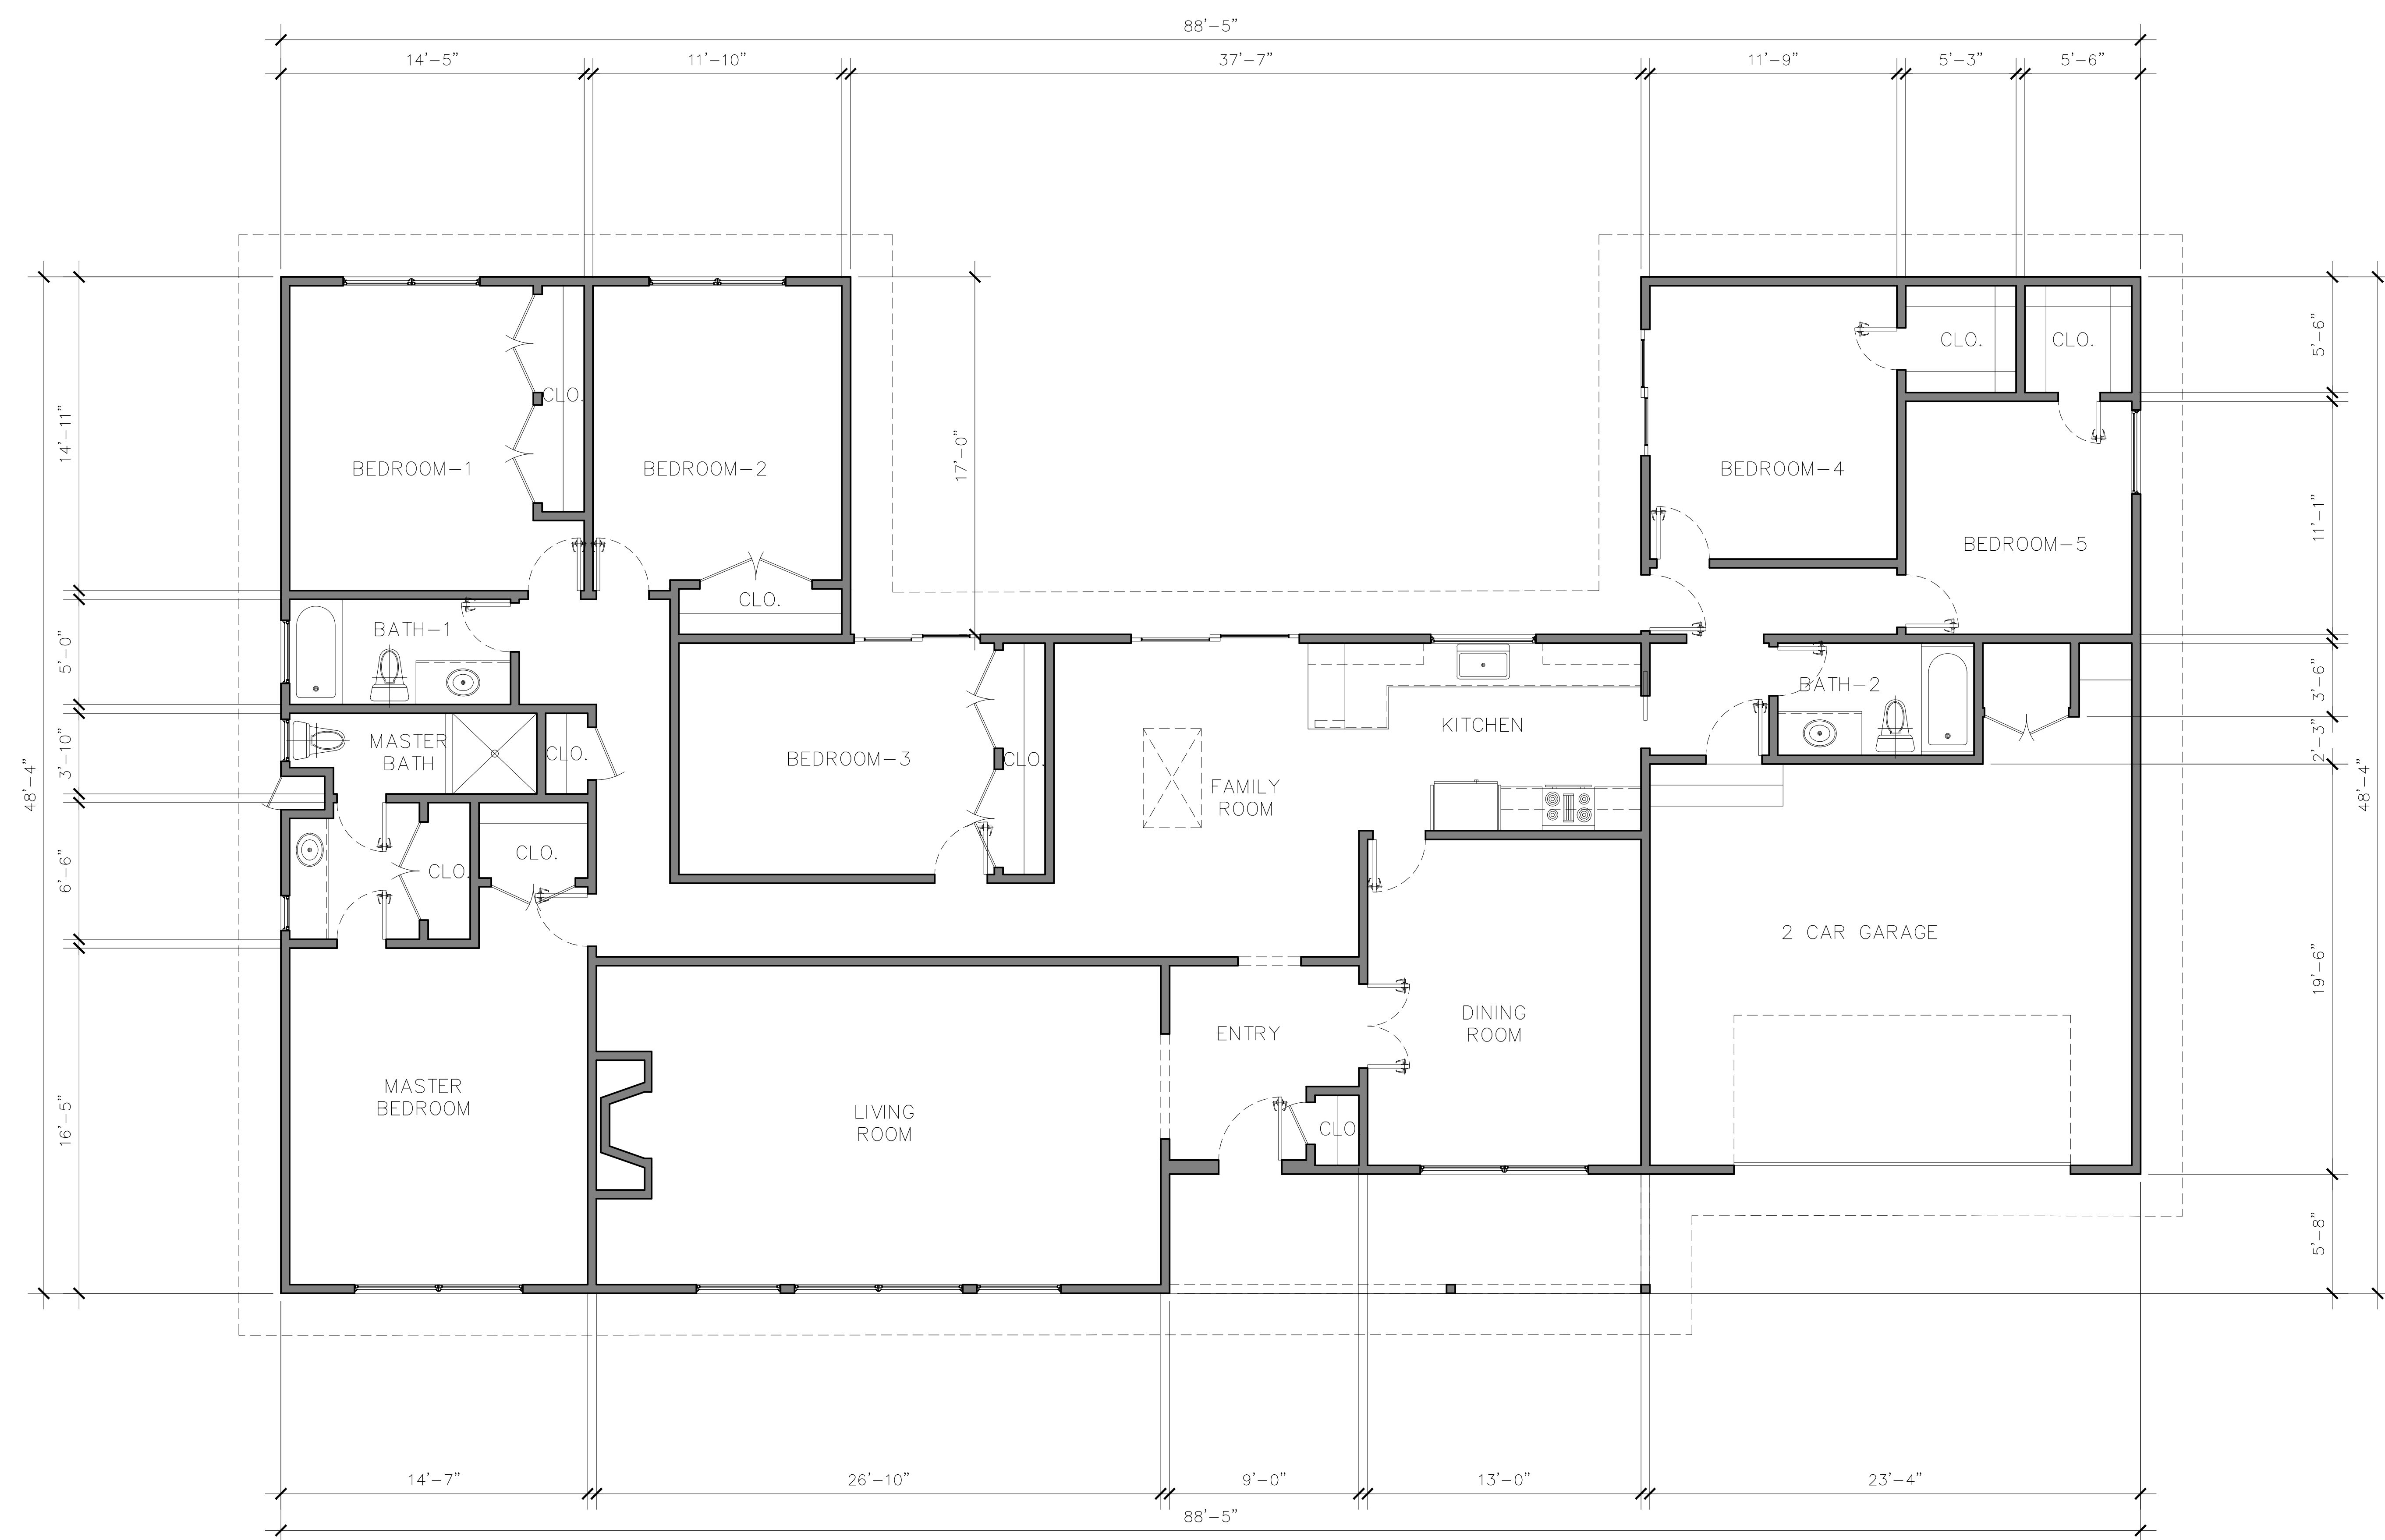 88'-5"
14'-5"
11'-10"
37'-7"
11'-9"
5'-3"
5'-6"
CLO.
CLO.
5'-6"
CLO.
14'-11"
BEDROOM-1
BEDROOM-2
17'-0"
BEDROOM-4
11'-1"
BEDROOM-5
CLO.
BATH-1
5'-0"
BATH-2
3'-6"
KITCHEN
MASTER
BATH
CLO.
3'-10"
BEDROOM-3
CLO.
2'-3"
48'-4"
48'-4"
FAMILY
ROOM
CLO.
CLO.
6'-6"
2 CAR GARAGE
19'-6"
ENTRY
DINING
ROOM
MASTER
BEDROOM
LIVING
ROOM
16'-5"
CLO
5'-8"
14'-7"
26'-10"
9'-0"
13'-0"
23'-4"
88'-5"